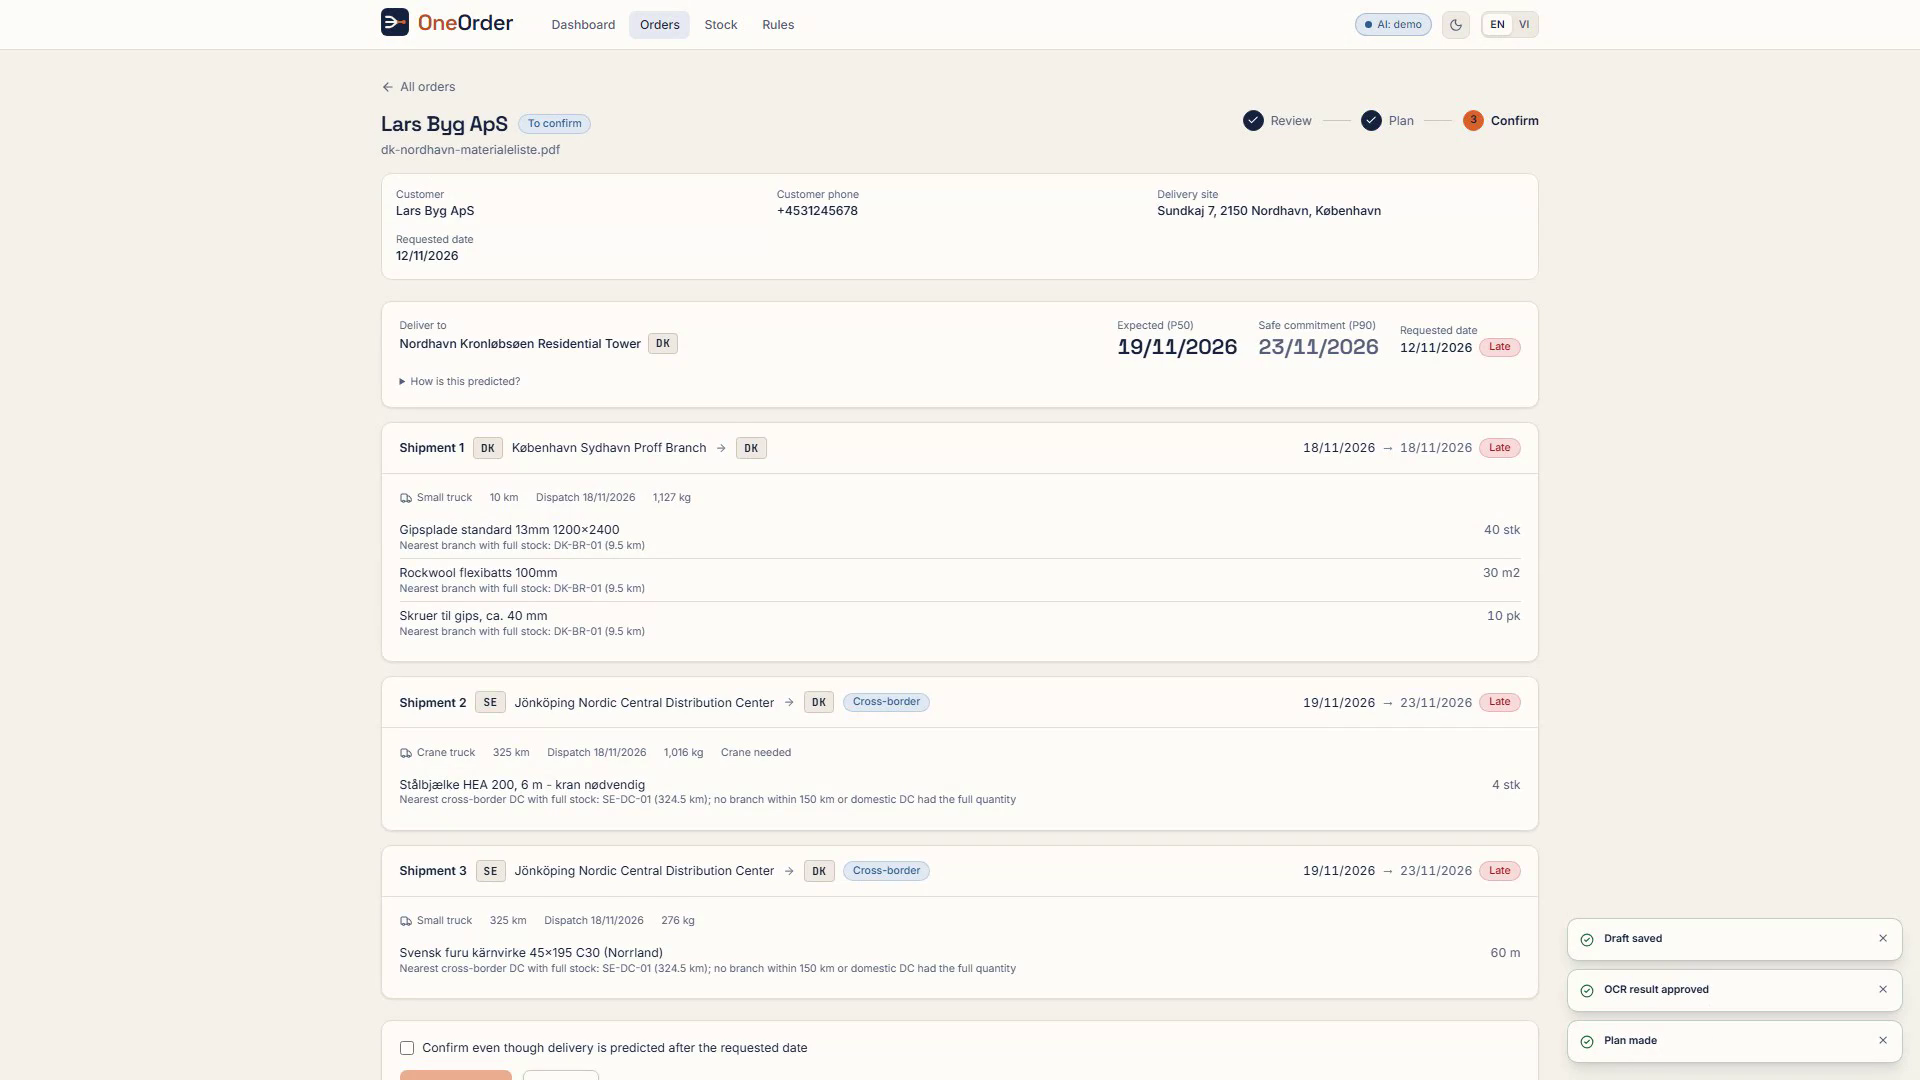 OneOrder
Dashboard Orders Stock Rules
AI: demo
EN VI
← All orders
Lars Byg ApS To confirm
dk-nordhavn-materialeliste.pdf
Review Plan 3 Confirm
Customer
Lars Byg ApS
Customer phone
+4531245678
Delivery site
Sundkaj 7, 2150 Nordhavn, København
Requested date
12/11/2026
Deliver to
Nordhavn Kronløbsøen Residential Tower DK
Expected (P50)
19/11/2026
Safe commitment (P90)
23/11/2026
Requested date
12/11/2026 Late
▶ How is this predicted?
Shipment 1 DK København Sydhavn Proff Branch → DK 18/11/2026 → 18/11/2026 Late
Small truck 10 km Dispatch 18/11/2026 1,127 kg
Gipsplade standard 13mm 1200×2400 40 stk
Nearest branch with full stock: DK-BR-01 (9.5 km)
Rockwool flexibatts 100mm 30 m2
Nearest branch with full stock: DK-BR-01 (9.5 km)
Skruer til gips, ca. 40 mm 10 pk
Nearest branch with full stock: DK-BR-01 (9.5 km)
Shipment 2 SE Jönköping Nordic Central Distribution Center → DK Cross-border 19/11/2026 → 23/11/2026 Late
Crane truck 325 km Dispatch 18/11/2026 1,016 kg Crane needed
Stålbjælke HEA 200, 6 m - kran nødvendig 4 stk
Nearest cross-border DC with full stock: SE-DC-01 (324.5 km); no branch within 150 km or domestic DC had the full quantity
Shipment 3 SE Jönköping Nordic Central Distribution Center → DK Cross-border 19/11/2026 → 23/11/2026 Late
Small truck 325 km Dispatch 18/11/2026 276 kg
Svensk furu kärnvirke 45×195 C30 (Norrland) 60 m
Nearest cross-border DC with full stock: SE-DC-01 (324.5 km); no branch within 150 km or domestic DC had the full quantity
Confirm even though delivery is predicted after the requested date
Draft saved
OCR result approved
Plan made